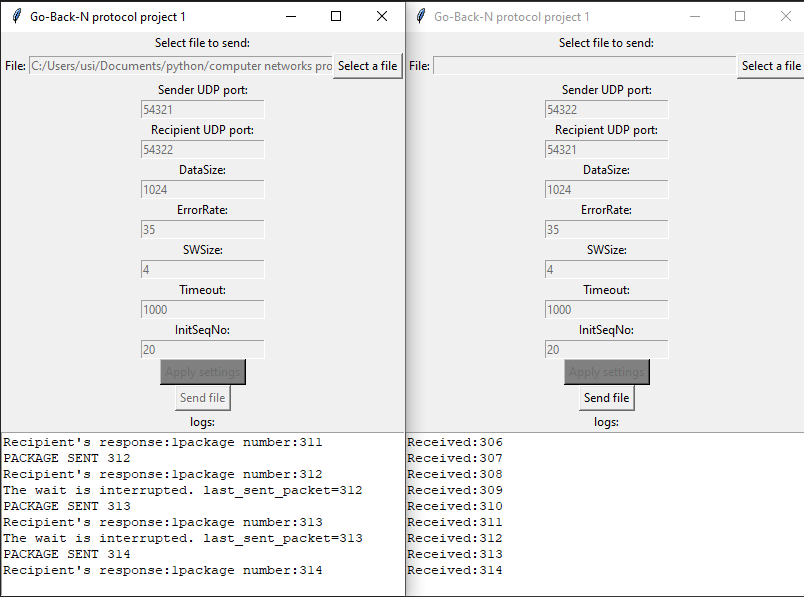 Go-Back-N protocol project 1
Select file to send:
File: C:/Users/usi/Documents/python/computer networks pro Select a file
Sender UDP port:
54321
Recipient UDP port:
54322
DataSize:
1024
ErrorRate:
35
SWSize:
4
Timeout:
1000
InitSeqNo:
20
Apply settings
Send file
logs:
Recipient's response:1package number:311
PACKAGE SENT 312
Recipient's response:1package number:312
The wait is interrupted. last_sent_packet=312
PACKAGE SENT 313
Recipient's response:1package number:313
The wait is interrupted. last_sent_packet=313
PACKAGE SENT 314
Recipient's response:1package number:314
Go-Back-N protocol project 1
Select file to send:
File: Select a file
Sender UDP port:
54322
Recipient UDP port:
54321
DataSize:
1024
ErrorRate:
35
SWSize:
4
Timeout:
1000
InitSeqNo:
20
Apply settings
Send file
logs:
Received:306
Received:307
Received:308
Received:309
Received:310
Received:311
Received:312
Received:313
Received:314